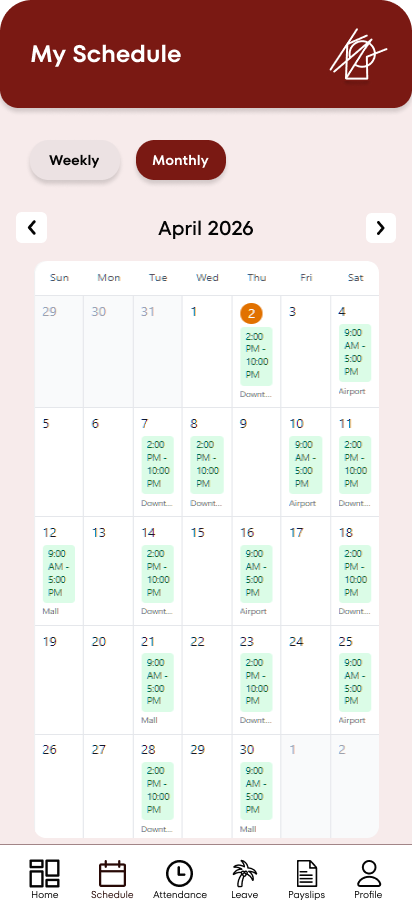 My Schedule
Weekly
Monthly
April 2026
Sun Mon Tue Wed Thu Fri Sat
29 30 31 1 2 3 4
2:00 PM - 10:00 PM
Downt...
9:00 AM - 5:00 PM
Airport
5 6 7 8 9 10 11
2:00 PM - 10:00 PM
Downt...
2:00 PM - 10:00 PM
Downt...
9:00 AM - 5:00 PM
Airport
2:00 PM - 10:00 PM
Downt...
12 13 14 15 16 17 18
9:00 AM - 5:00 PM
Mall
2:00 PM - 10:00 PM
Downt...
9:00 AM - 5:00 PM
Airport
2:00 PM - 10:00 PM
Downt...
19 20 21 22 23 24 25
9:00 AM - 5:00 PM
Mall
2:00 PM - 10:00 PM
Downt...
9:00 AM - 5:00 PM
Airport
26 27 28 29 30 1 2
2:00 PM - 10:00 PM
Downt...
9:00 AM - 5:00 PM
Mall
Home Schedule Attendance Leave Payslips Profile